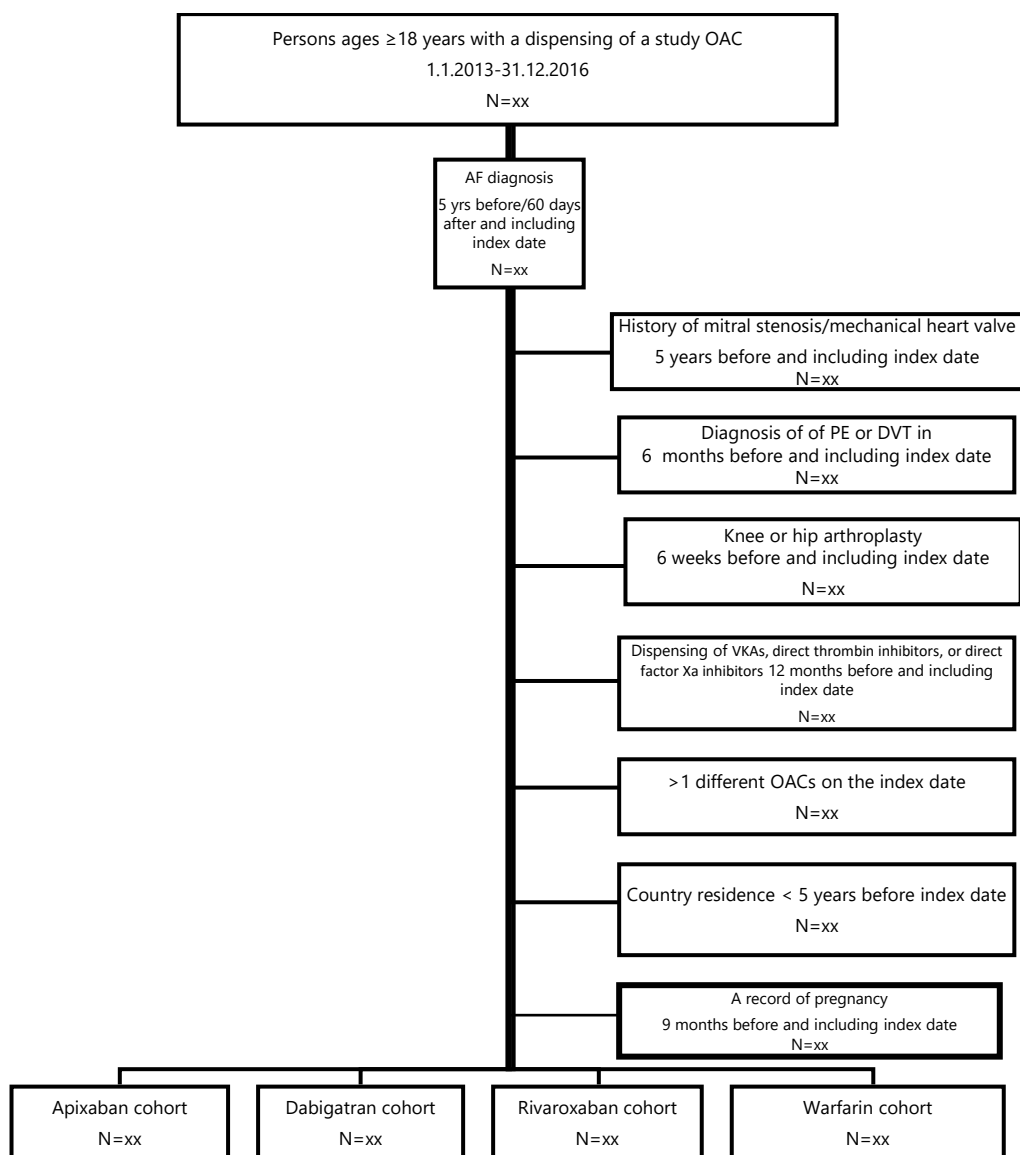 Persons ages ≥18 years with a dispensing of a study OAC
1.1.2013-31.12.2016
N=xx
AF diagnosis
5 yrs before/60 days
after and including
index date
N=xx
History of mitral stenosis/mechanical heart valve
5 years before and including index date
N=xx
Diagnosis of of PE or DVT in
6 months before and including index date
N=xx
Knee or hip arthroplasty
6 weeks before and including index date
N=xx
Dispensing of VKAs, direct thrombin inhibitors, or direct
factor Xa inhibitors 12 months before and including
index date
N=xx
>1 different OACs on the index date
N=xx
Country residence < 5 years before index date
N=xx
A record of pregnancy
9 months before and including index date
N=xx
Apixaban cohort
N=xx
Dabigatran cohort
N=xx
Rivaroxaban cohort
N=xx
Warfarin cohort
N=xx